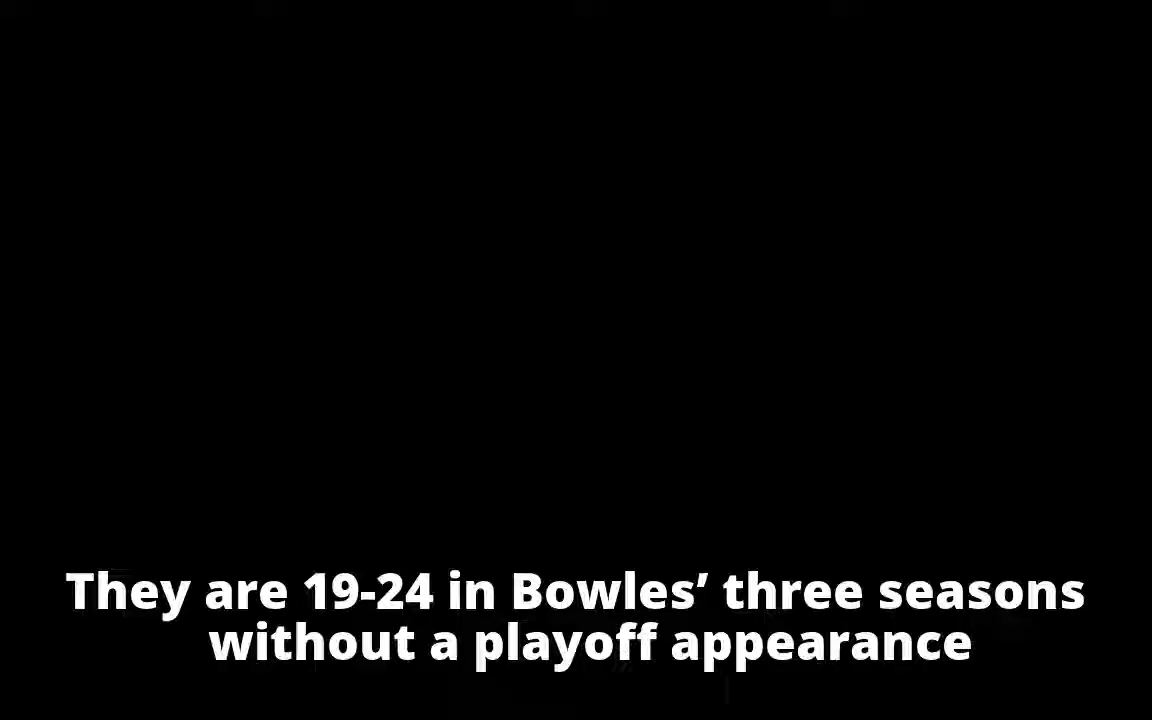 They are 19-24 in Bowles’ three seasons
without a playoff appearance